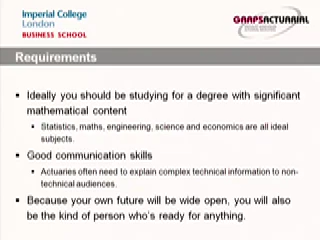 Imperial College
London
BUSINESS SCHOOL
GAAPSACTUARIAL
Requirements
Ideally you should be studying for a degree with significant
mathematical content
Statistics, maths, engineering, science and economics are all ideal
subjects.
Good communication skills
Actuaries often need to explain complex technical information to non-
technical audiences.
Because your own future will be wide open, you will also
be the kind of person who's ready for anything.